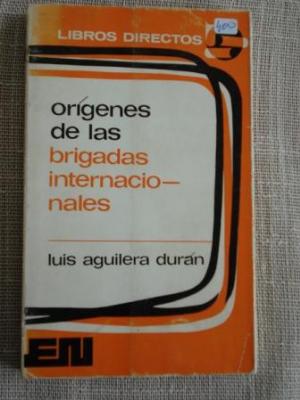 LIBROS DIRECTOS
400
orígenes
de las
brigadas
internacio—
nales
luis aguilera durán
EN